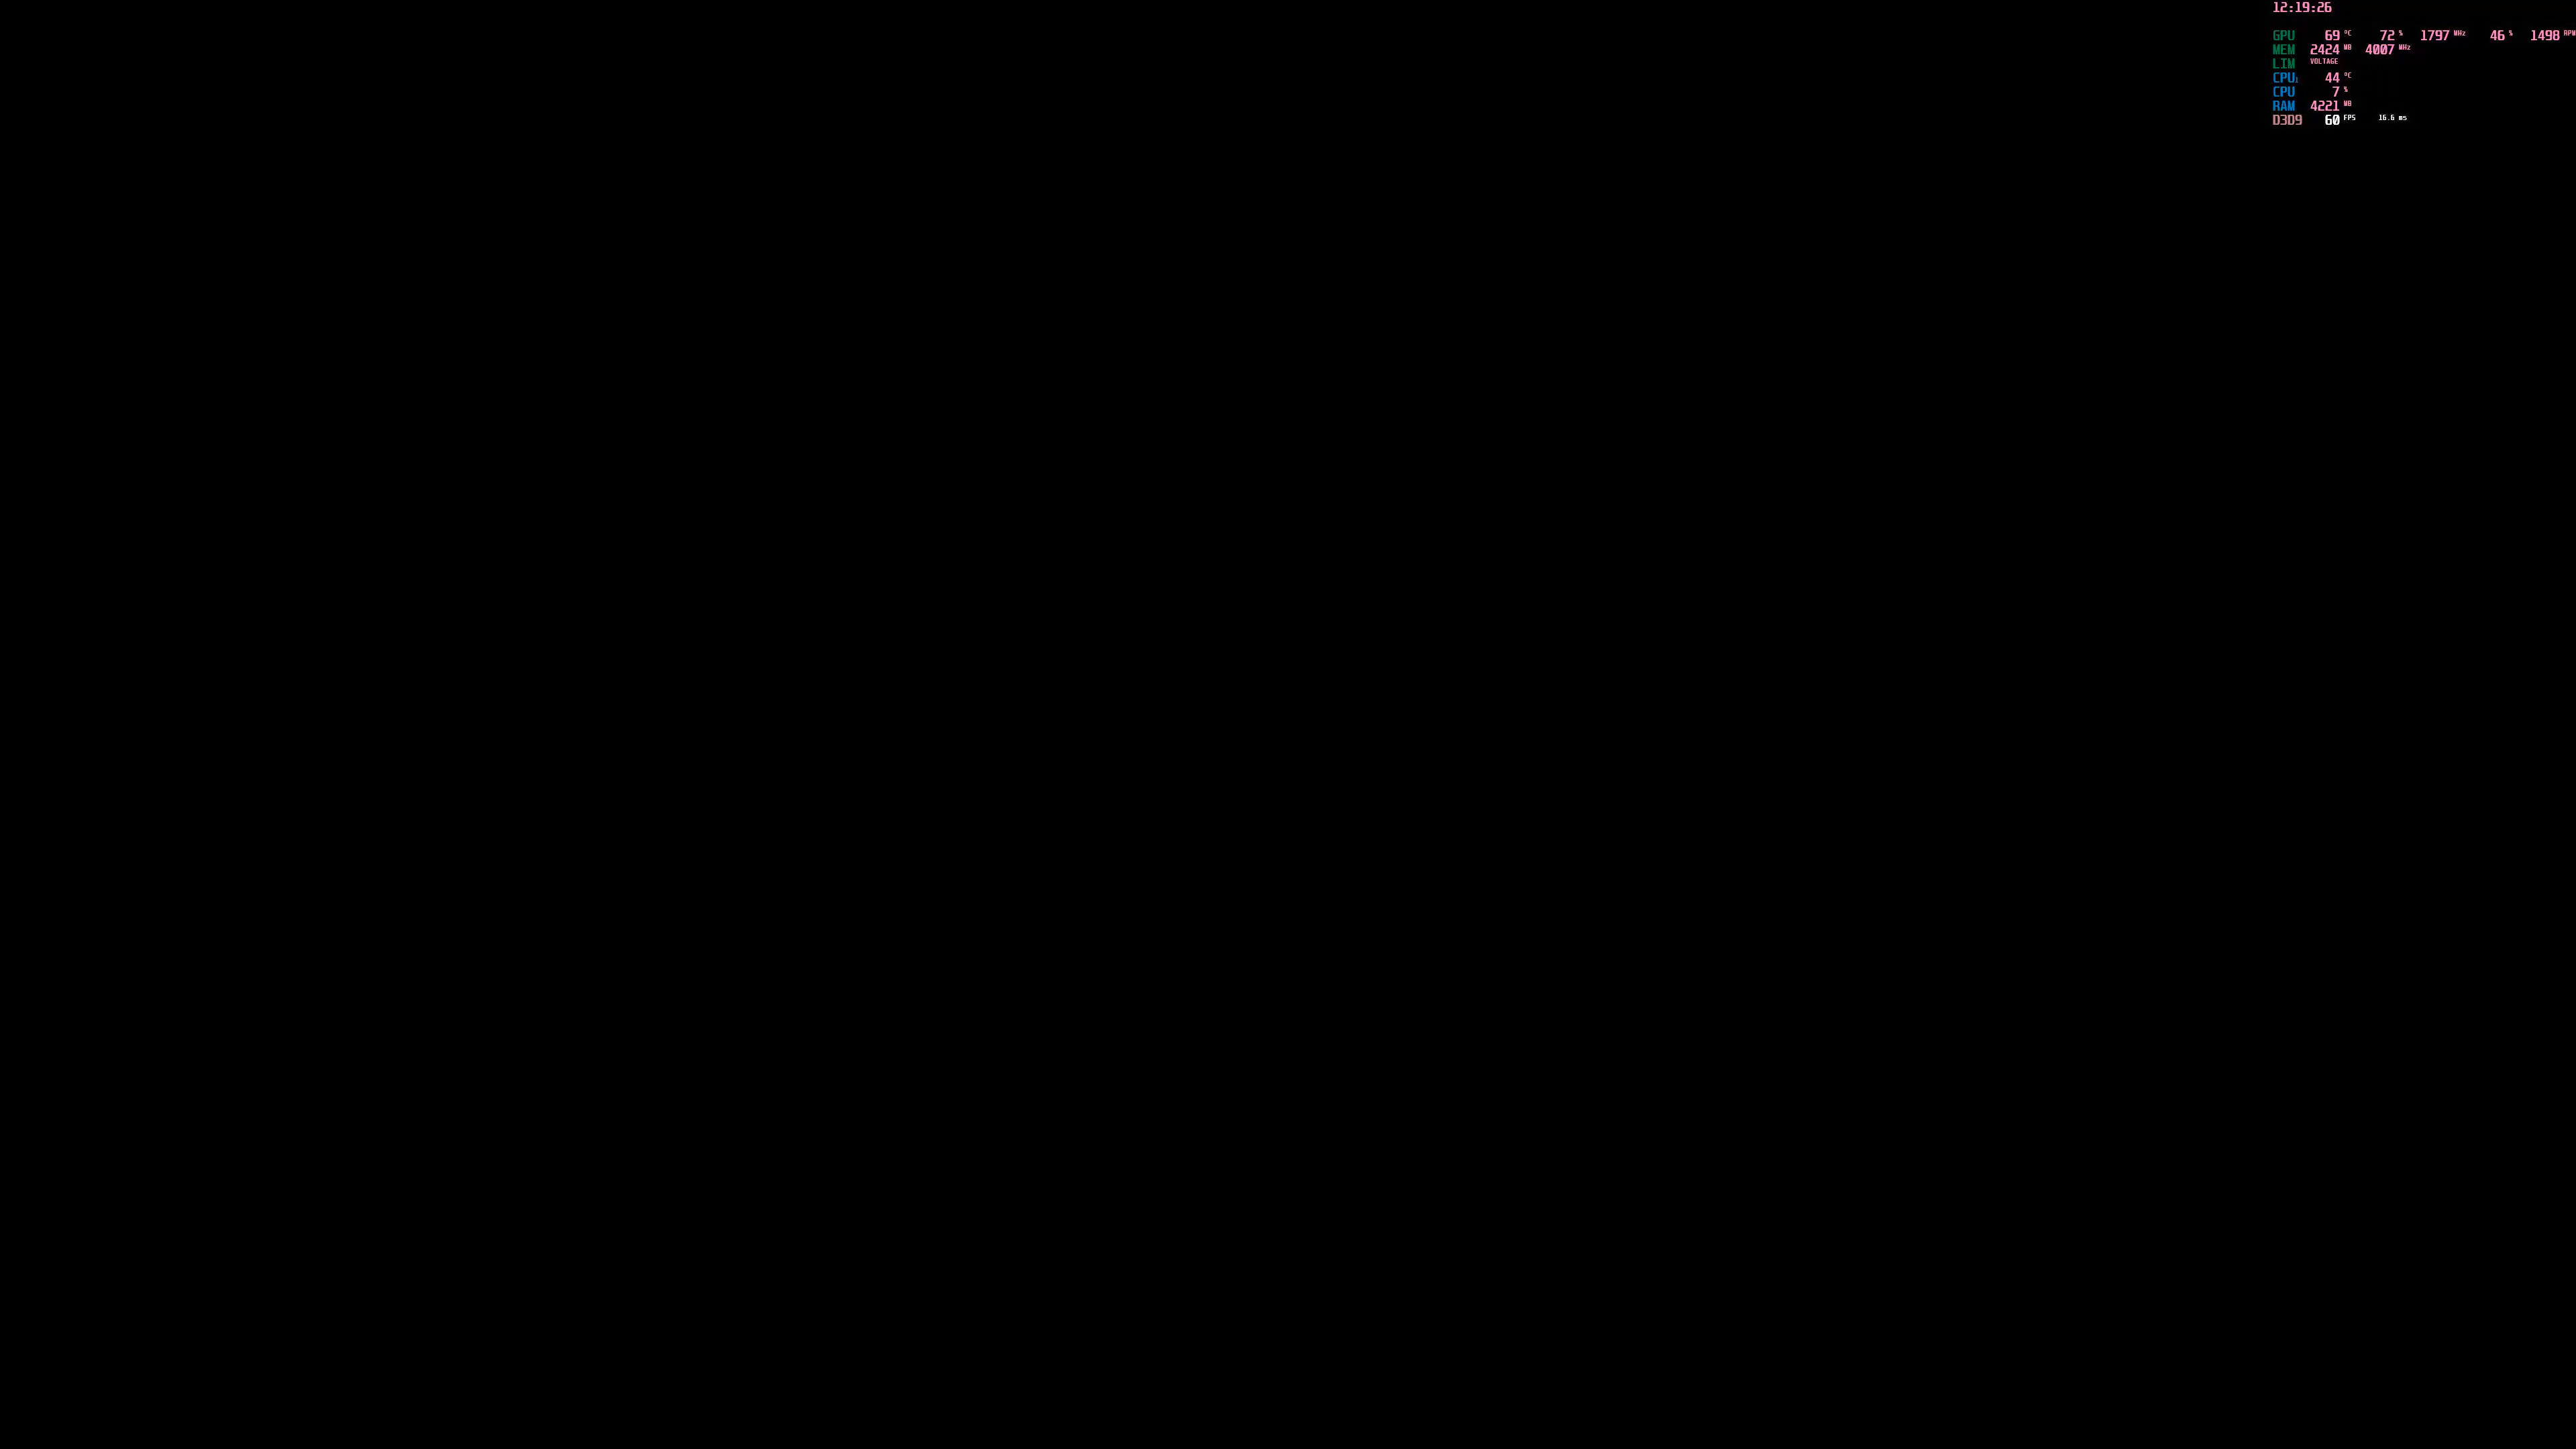 12:19:26
GPU 69 °C 72 % 1797 MHz 46 % 1498 RPM
MEM 2424 MB 4007 MHz
LIM VOLTAGE
CPU1 44 °C
CPU 7 %
RAM 4221 MB
D3D9 60 FPS 16.6 ms